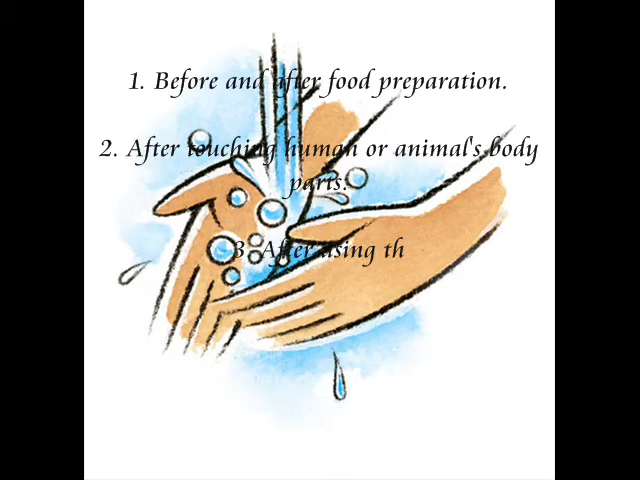 1. Before and after food preparation.
2. After touching human or animal's body
parts.
3. After using th